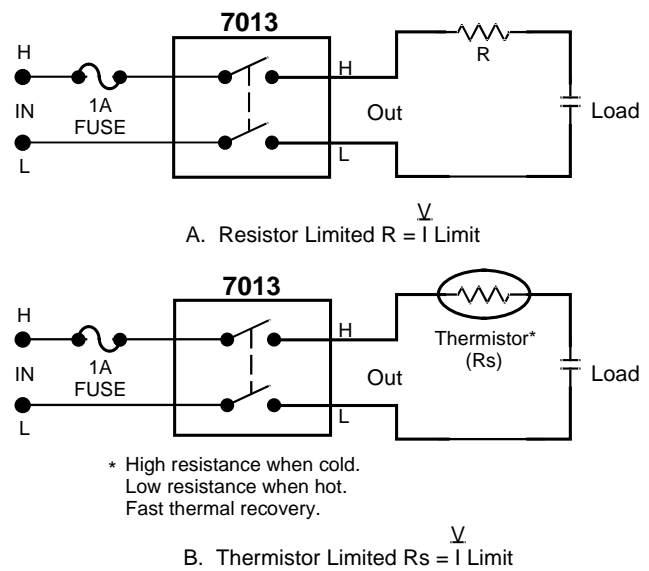 7013
H
H
R
1A
FUSE
IN
Out
Load
L
L
A. Resistor Limited R = V
I Limit
7013
H
H
Thermistor*
(Rs)
1A
FUSE
IN
Out
Load
L
L
* High resistance when cold.
Low resistance when hot.
Fast thermal recovery.
B. Thermistor Limited Rs = V
I Limit